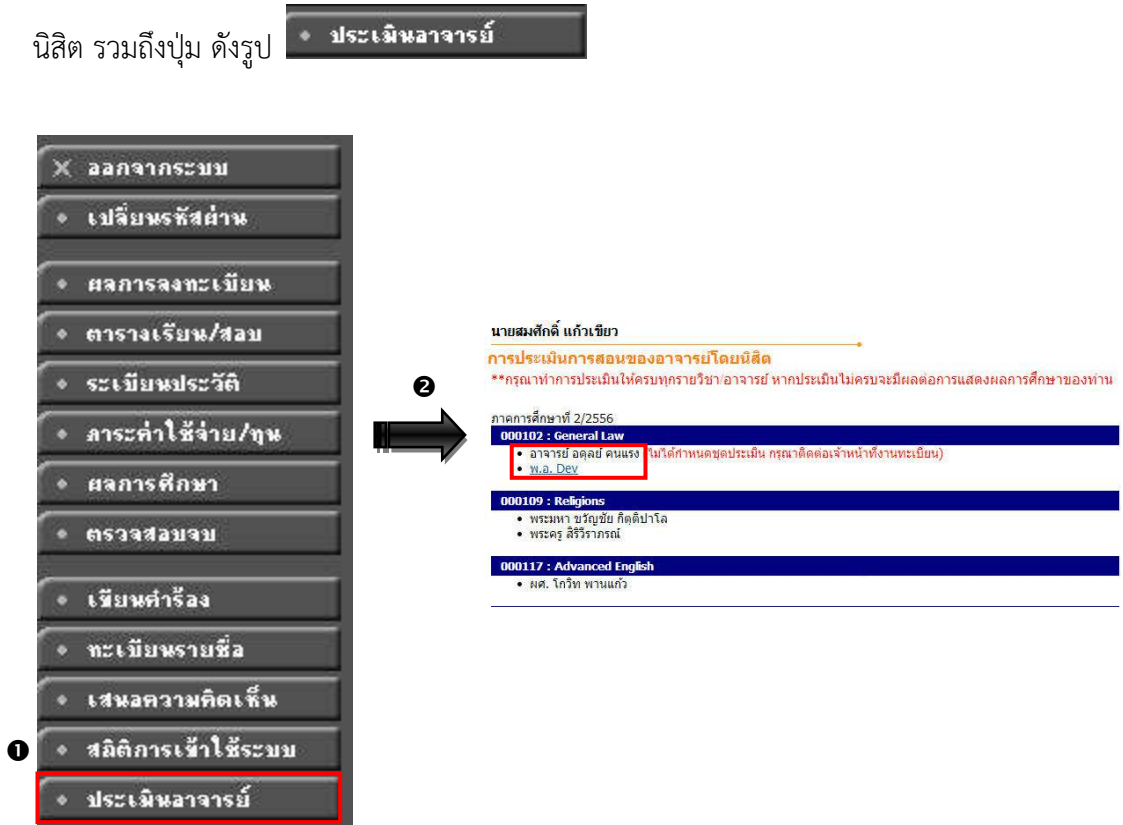 นิสิต รวมถึงปุ่ม ดังรูป ประเมินอาจารย์
ออกจากระบบ
เปลี่ยนรหัสผ่าน
ผลการลงทะเบียน
ตารางเรียน/สอบ
ระเบียนประวัติ
ภาระค่าใช้จ่าย/ทุน
ผลการศึกษา
ตรวจสอบจบ
เขียนคำร้อง
ทะเบียนรายชื่อ
เสนอความคิดเห็น
❶ สถิติการเข้าใช้ระบบ
ประเมินอาจารย์
❷
นายสมศักดิ์ แก้วเขียว
การประเมินการสอนของอาจารย์โดยนิสิต
**กรุณาทำการประเมินให้ครบทุกรายวิชา/อาจารย์ หากประเมินไม่ครบจะมีผลต่อการแสดงผลการศึกษาของท่าน
ภาคการศึกษาที่ 2/2556
000102 : General Law
• อาจารย์ อดุลย์ คนแรง (ไม่ได้กำหนดชุดประเมิน กรุณาติดต่อเจ้าหน้าที่งานทะเบียน)
• พ.อ. Dev
000109 : Religions
• พระมหา ขวัญชัย กิตฺติปาโล
• พระครู สิริวีราภรณ์
000117 : Advanced English
• ผศ. โกวิท พานแก้ว